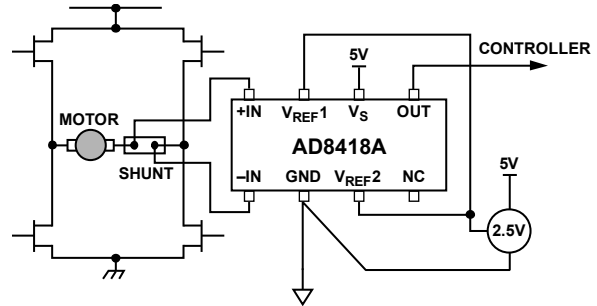 5V
CONTROLLER
+IN
VREF1
VS
OUT
MOTOR
AD8418A
SHUNT
–IN
GND
VREF2
NC
5V
2.5V